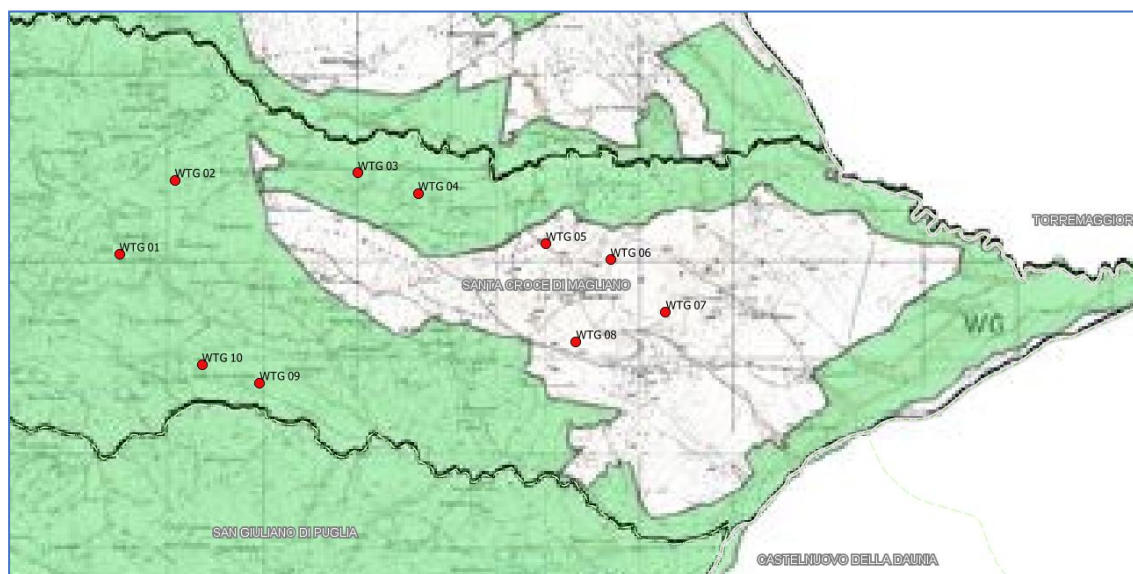 WTG 03
WTG 02
WTG 04
TORREMAGGIOR
WTG 05
WTG 01
WTG 06
SANTA CROCE DI MAGLIANO
WTG 07
WG
WTG 08
WTG 10
WTG 09
SAN GIULIANO DI PUGLIA
CASTELNUOVO DELLA DAUNIA